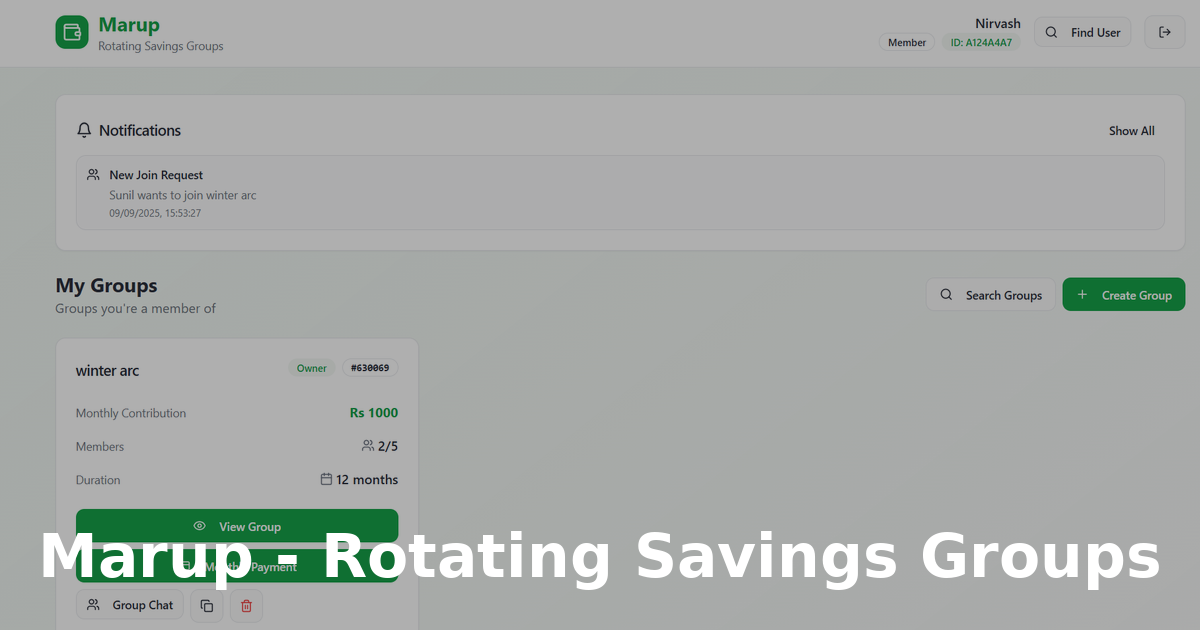 Marup
Rotating Savings Groups
Nirvash
Member
ID: A124A4A7
Find User
Notifications
Show All
New Join Request
Sunil wants to join winter arc
09/09/2025, 15:53:27
My Groups
Groups you're a member of
Search Groups
Create Group
winter arc
Owner
#630069
Monthly Contribution
Rs 1000
Members
2/5
Duration
12 months
View Group
Payment
Marup - Rotating Savings Groups
Group Chat